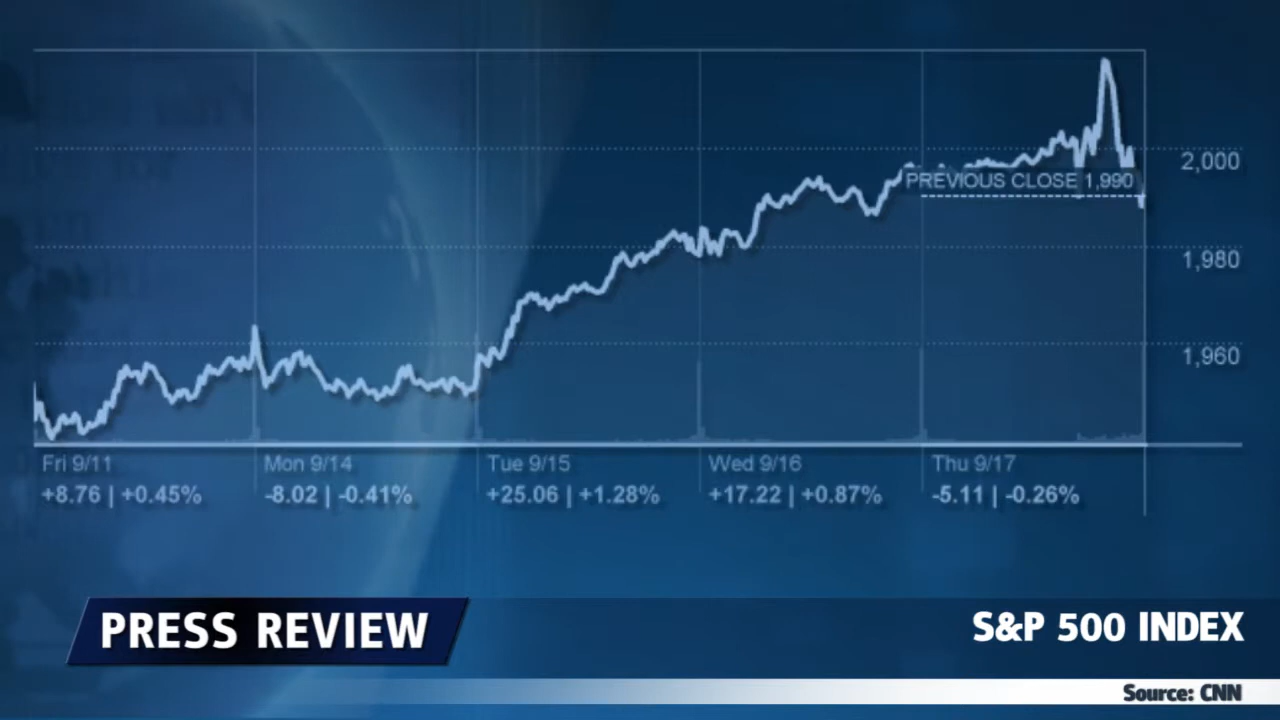 2,000
PREVIOUS CLOSE 1,990
1,980
1,960
Fri 9/11 Mon 9/14 Tue 9/15 Wed 9/16 Thu 9/17
+8.76 | +0.45% -8.02 | -0.41% +25.06 | +1.28% +17.22 | +0.87% -5.11 | -0.26%
PRESS REVIEW
S&P 500 INDEX
Source: CNN